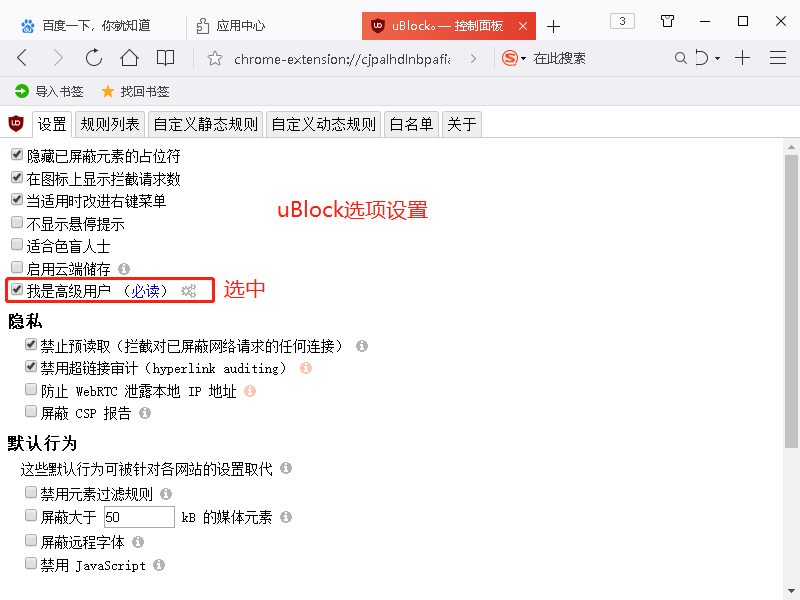 百度一下，你就知道
应用中心
uBlock₀ — 控制面板
3
chrome-extension://cjpalhdlnbpafia
在此搜索
导入书签
找回书签
设置
规则列表
自定义静态规则
自定义动态规则
白名单
关于
隐藏已屏蔽元素的占位符
在图标上显示拦截请求数
当适用时改进右键菜单
uBlock选项设置
不显示悬停提示
适合色盲人士
启用云端储存
我是高级用户 （必读）
选中
隐私
禁止预读取（拦截对已屏蔽网络请求的任何连接）
禁用超链接审计（hyperlink auditing）
防止 WebRTC 泄露本地 IP 地址
屏蔽 CSP 报告
默认行为
这些默认行为可被针对各网站的设置取代
禁用元素过滤规则
屏蔽大于 50 kB 的媒体元素
屏蔽远程字体
禁用 JavaScript